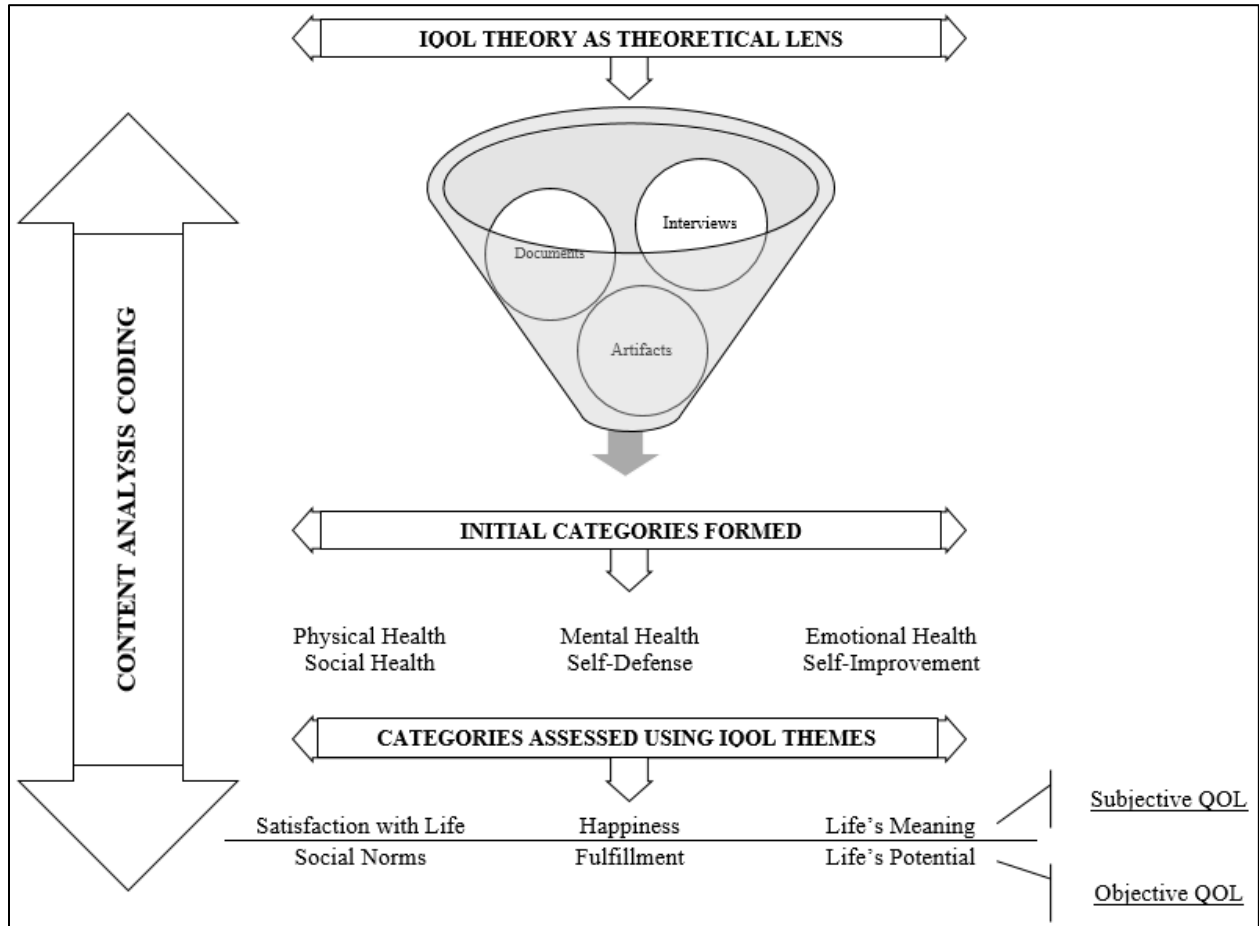 IQOL THEORY AS THEORETICAL LENS
Interviews
Documents
Artifacts
CONTENT ANALYSIS CODING
INITIAL CATEGORIES FORMED
Physical Health Mental Health Emotional Health
Social Health Self-Defense Self-Improvement
CATEGORIES ASSESSED USING IQOL THEMES
Subjective QOL
Satisfaction with Life Happiness Life's Meaning
Social Norms Fulfillment Life's Potential
Objective QOL